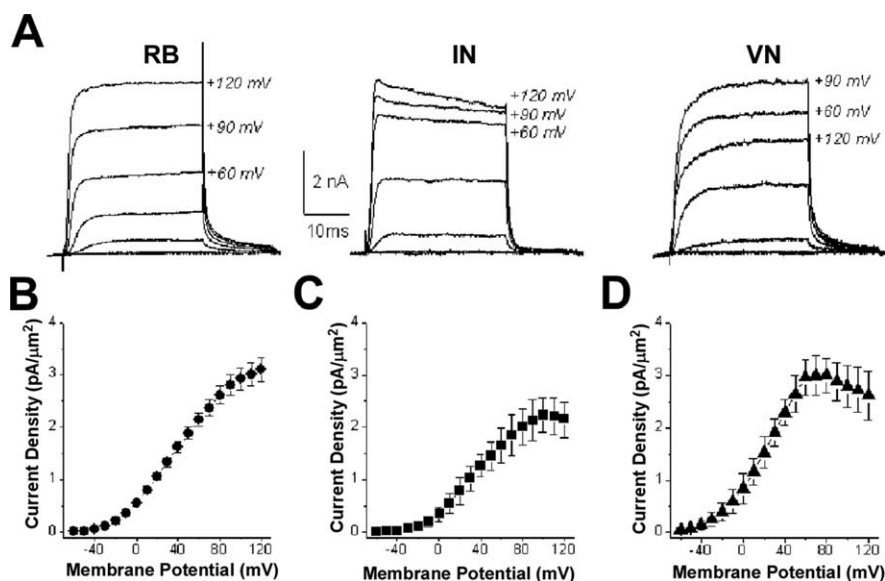 A
RB
IN
VN
+120 mV
+90 mV
+60 mV
2 nA
10ms
+120 mV
+90 mV
+60 mV
+90 mV
+60 mV
+120 mV
B
Current Density (pA/μm²)
4
3
2
1
0
-40 0 40 80 120
Membrane Potential (mV)
C
Current Density (pA/μm²)
4
3
2
1
0
-40 0 40 80 120
Membrane Potential (mV)
D
Current Density (pA/μm²)
4
3
2
1
0
-40 0 40 80 120
Membrane Potential (mV)